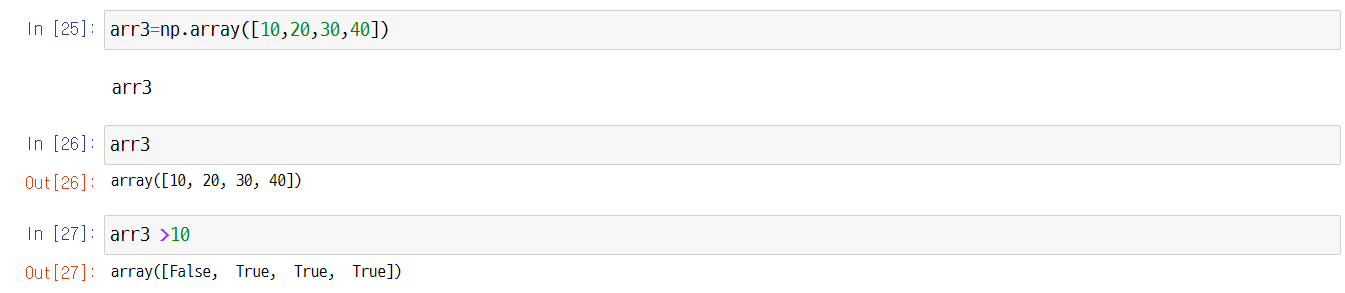 In [25]: arr3=np.array([10,20,30,40])
arr3
In [26]: arr3
Out[26]: array([10, 20, 30, 40])
In [27]: arr3 >10
Out[27]: array([False,  True,  True,  True])